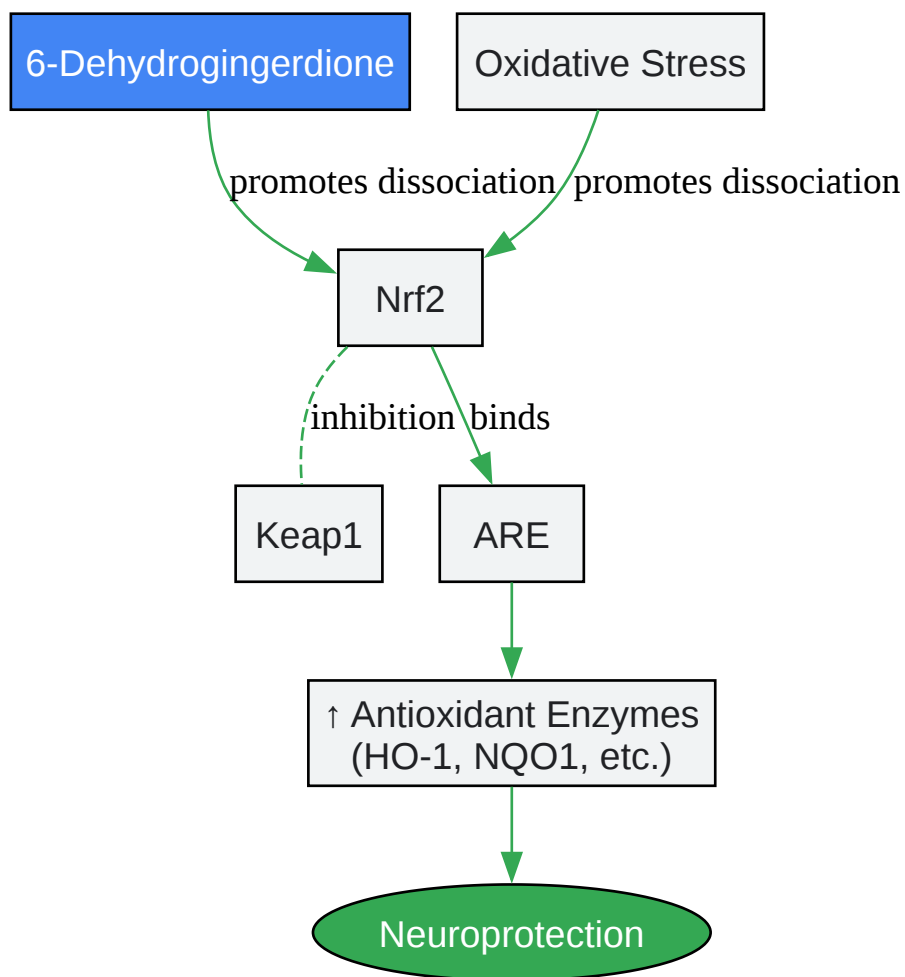 6-Dehydrogingerdione
Oxidative Stress
promotes dissociation
promotes dissociation
Nrf2
inhibition
binds
Keap1
ARE
↑ Antioxidant Enzymes
(HO-1, NQO1, etc.)
Neuroprotection